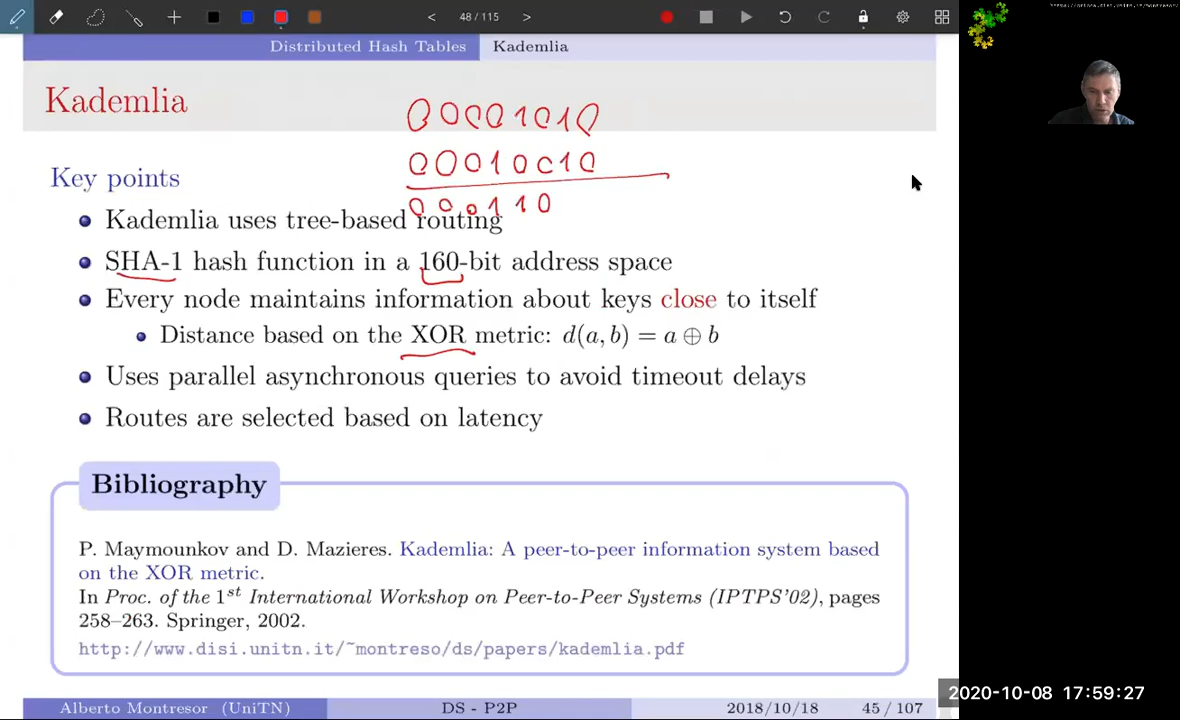 48 / 115
Distributed Hash Tables Kademlia
Kademlia
00001010
00010010
000110
Key points
Kademlia uses tree-based routing
SHA-1 hash function in a 160-bit address space
Every node maintains information about keys close to itself
Distance based on the XOR metric: d(a, b) = a ⊕ b
Uses parallel asynchronous queries to avoid timeout delays
Routes are selected based on latency
Bibliography
P. Maymounkov and D. Mazieres. Kademlia: A peer-to-peer information system based
on the XOR metric.
In Proc. of the 1st International Workshop on Peer-to-Peer Systems (IPTPS'02), pages
258–263. Springer, 2002.
http://www.disi.unitn.it/~montreso/ds/papers/kademlia.pdf
Alberto Montresor (UniTN) DS - P2P 2018/10/18 45 / 107
2020-10-08 17:59:27